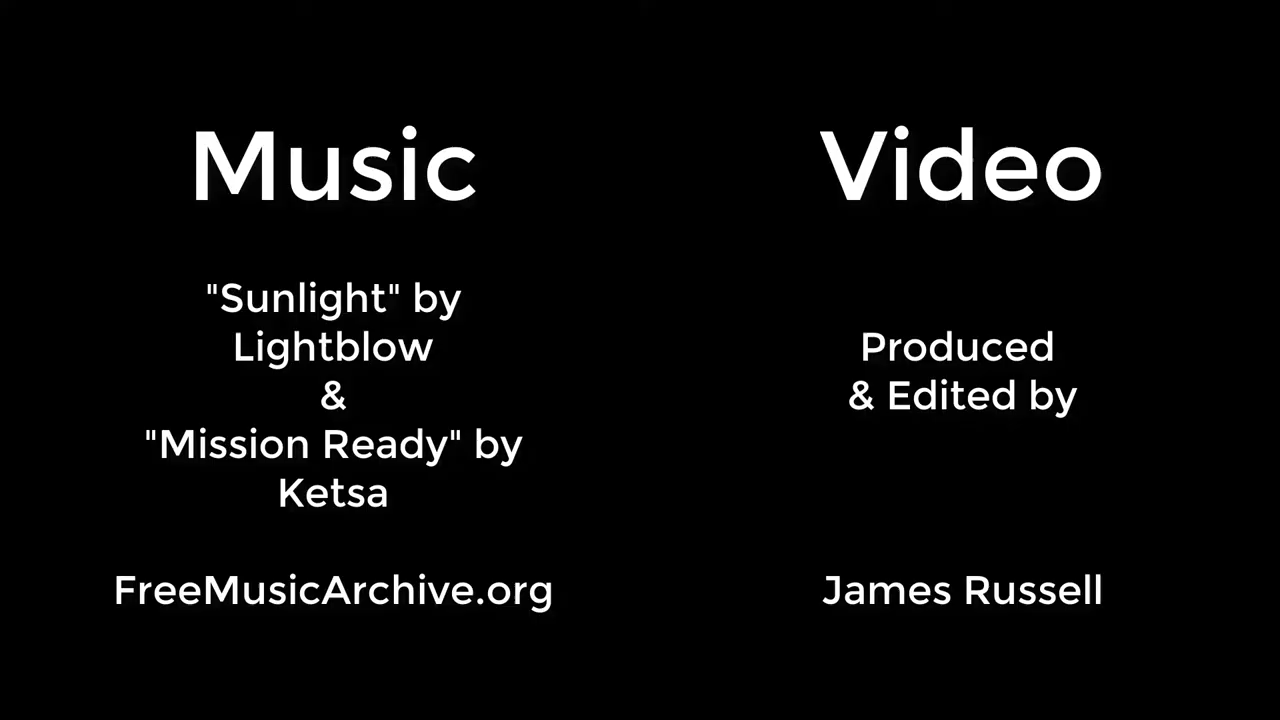 Music
"Sunlight" by
Lightblow
&
"Mission Ready" by
Ketsa
FreeMusicArchive.org
Video
Produced
& Edited by
James Russell